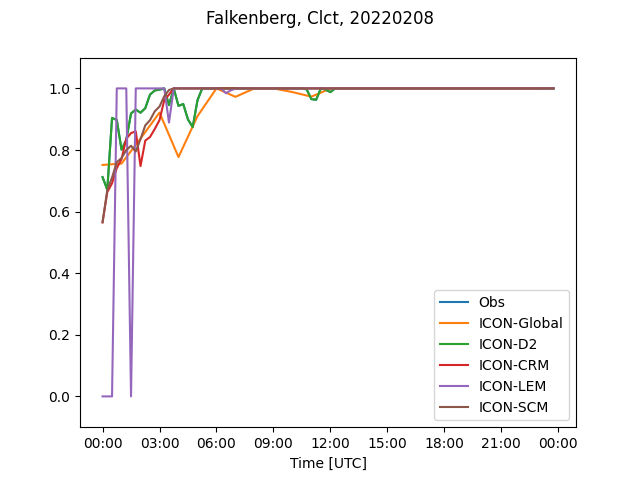 Falkenberg, Clct, 20220208
1.0
0.8
0.6
0.4
0.2
0.0
Obs
ICON-Global
ICON-D2
ICON-CRM
ICON-LEM
ICON-SCM
00:00 03:00 06:00 09:00 12:00 15:00 18:00 21:00 00:00
Time [UTC]